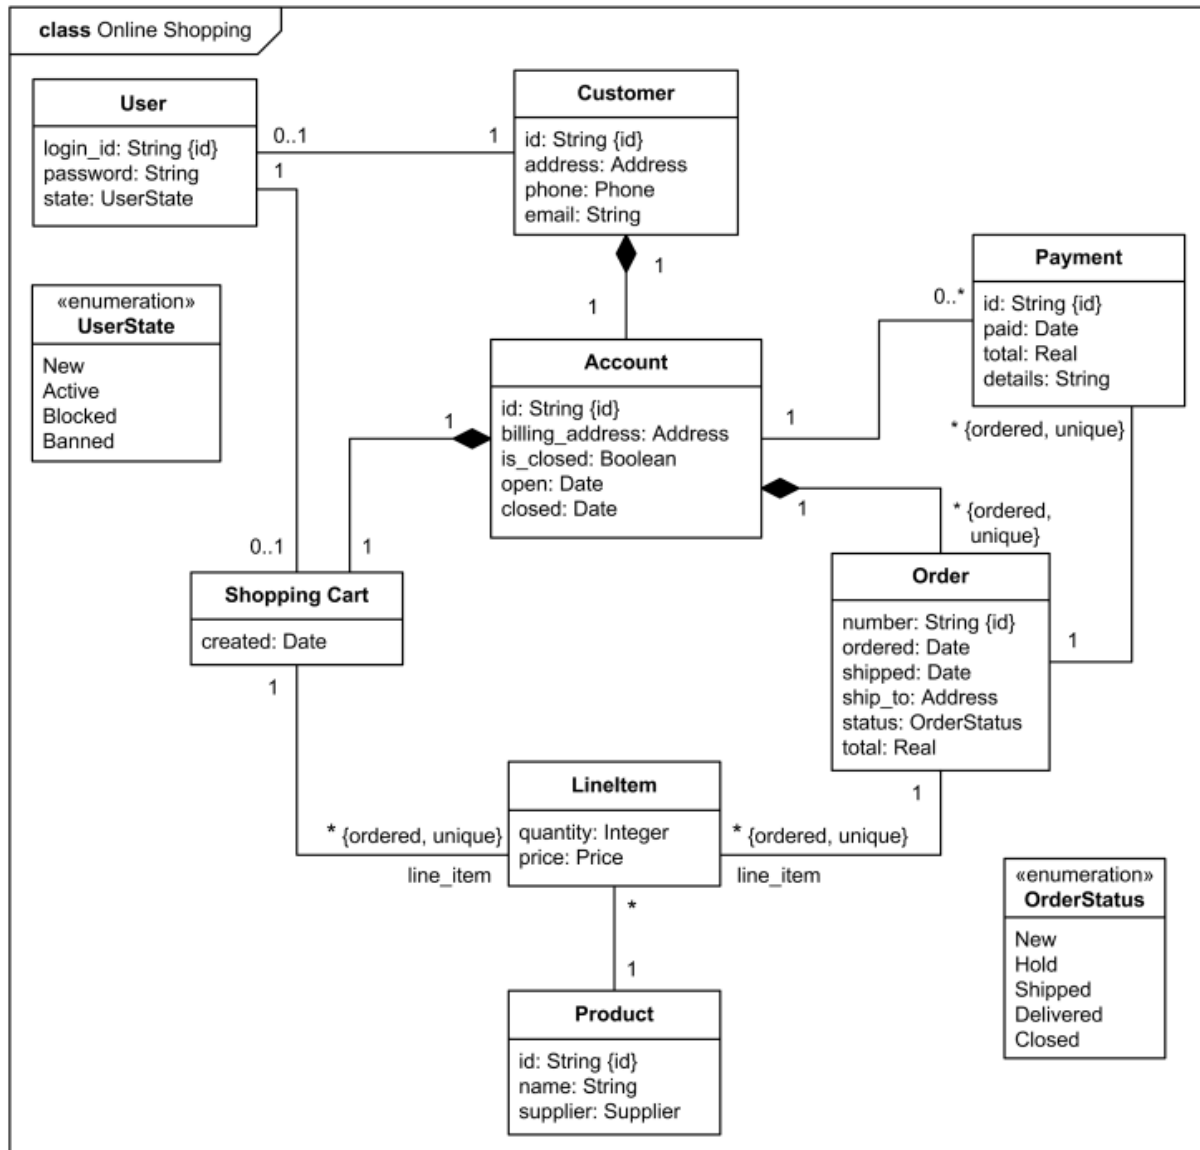 class Online Shopping
User
login_id: String {id}
password: String
state: UserState
0..1
1
1
Customer
id: String {id}
address: Address
phone: Phone
email: String
1
1
«enumeration»
UserState
New
Active
Blocked
Banned
Account
id: String {id}
billing_address: Address
is_closed: Boolean
open: Date
closed: Date
1
1
0..1
1
0..*
Payment
id: String {id}
paid: Date
total: Real
details: String
* {ordered, unique}
1
* {ordered,
unique}
Shopping Cart
created: Date
1
Order
number: String {id}
ordered: Date
shipped: Date
ship_to: Address
status: OrderStatus
total: Real
1
1
* {ordered, unique}
line_item
LineItem
quantity: Integer
price: Price
* {ordered, unique}
line_item
*
1
Product
id: String {id}
name: String
supplier: Supplier
«enumeration»
OrderStatus
New
Hold
Shipped
Delivered
Closed